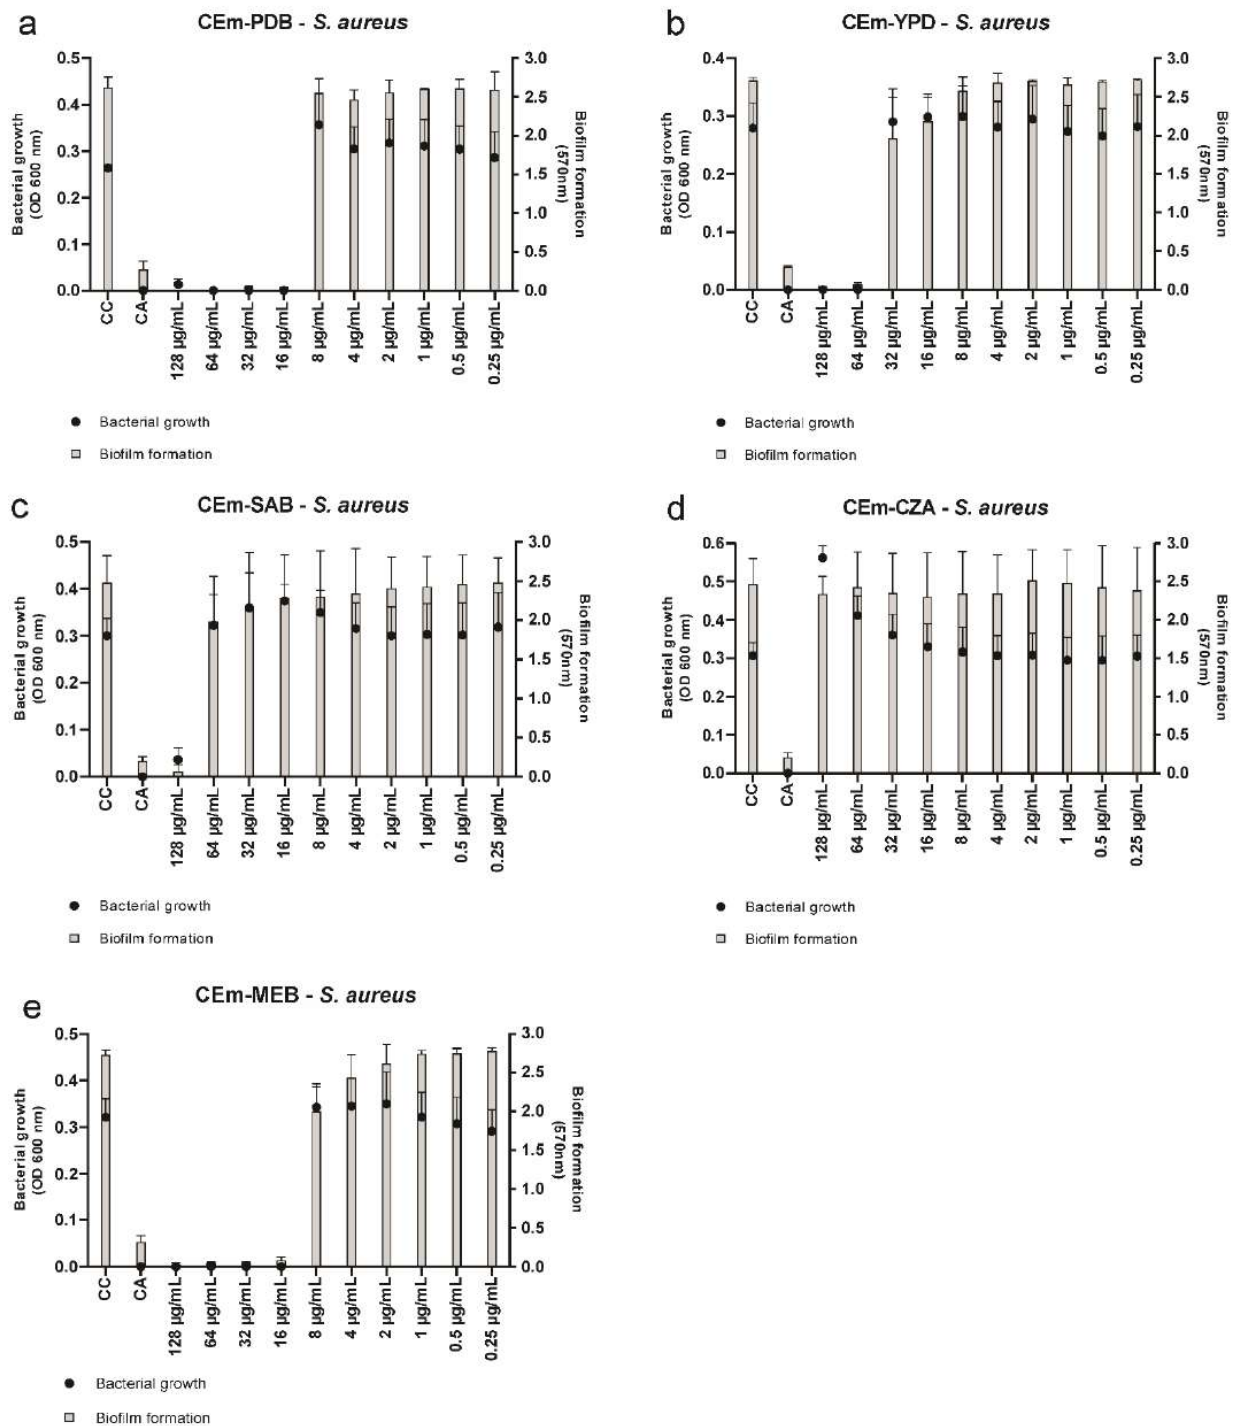 a
CEm-PDB - S. aureus
Bacterial growth
(OD 600 nm)
0.5
0.4
0.3
0.2
0.1
0.0
3.0
2.5
2.0
1.5
1.0
0.5
0.0
Biofilm formation
(570nm)
CC
CA
128 µg/mL
64 µg/mL
32 µg/mL
16 µg/mL
8 µg/mL
4 µg/mL
2 µg/mL
1 µg/mL
0.5 µg/mL
0.25 µg/mL
Bacterial growth
Biofilm formation
b
CEm-YPD - S. aureus
Bacterial growth
(OD 600 nm)
0.4
0.3
0.2
0.1
0.0
3.0
2.5
2.0
1.5
1.0
0.5
0.0
Biofilm formation
(570nm)
CC
CA
128 µg/mL
64 µg/mL
32 µg/mL
16 µg/mL
8 µg/mL
4 µg/mL
2 µg/mL
1 µg/mL
0.5 µg/mL
0.25 µg/mL
Bacterial growth
Biofilm formation
c
CEm-SAB - S. aureus
Bacterial growth
(OD 600 nm)
0.5
0.4
0.3
0.2
0.1
0.0
3.0
2.5
2.0
1.5
1.0
0.5
0.0
Biofilm formation
(570nm)
CC
CA
128 µg/mL
64 µg/mL
32 µg/mL
16 µg/mL
8 µg/mL
4 µg/mL
2 µg/mL
1 µg/mL
0.5 µg/mL
0.25 µg/mL
Bacterial growth
Biofilm formation
d
CEm-CZA - S. aureus
Bacterial growth
(OD 600 nm)
0.6
0.5
0.4
0.3
0.2
0.1
0.0
3.0
2.5
2.0
1.5
1.0
0.5
0.0
Biofilm formation
(570nm)
CC
CA
128 µg/mL
64 µg/mL
32 µg/mL
16 µg/mL
8 µg/mL
4 µg/mL
2 µg/mL
1 µg/mL
0.5 µg/mL
0.25 µg/mL
Bacterial growth
Biofilm formation
e
CEm-MEB - S. aureus
Bacterial growth
(OD 600 nm)
0.5
0.4
0.3
0.2
0.1
0.0
3.0
2.5
2.0
1.5
1.0
0.5
0.0
Biofilm formation
(570nm)
CC
CA
128 µg/mL
64 µg/mL
32 µg/mL
16 µg/mL
8 µg/mL
4 µg/mL
2 µg/mL
1 µg/mL
0.5 µg/mL
0.25 µg/mL
Bacterial growth
Biofilm formation